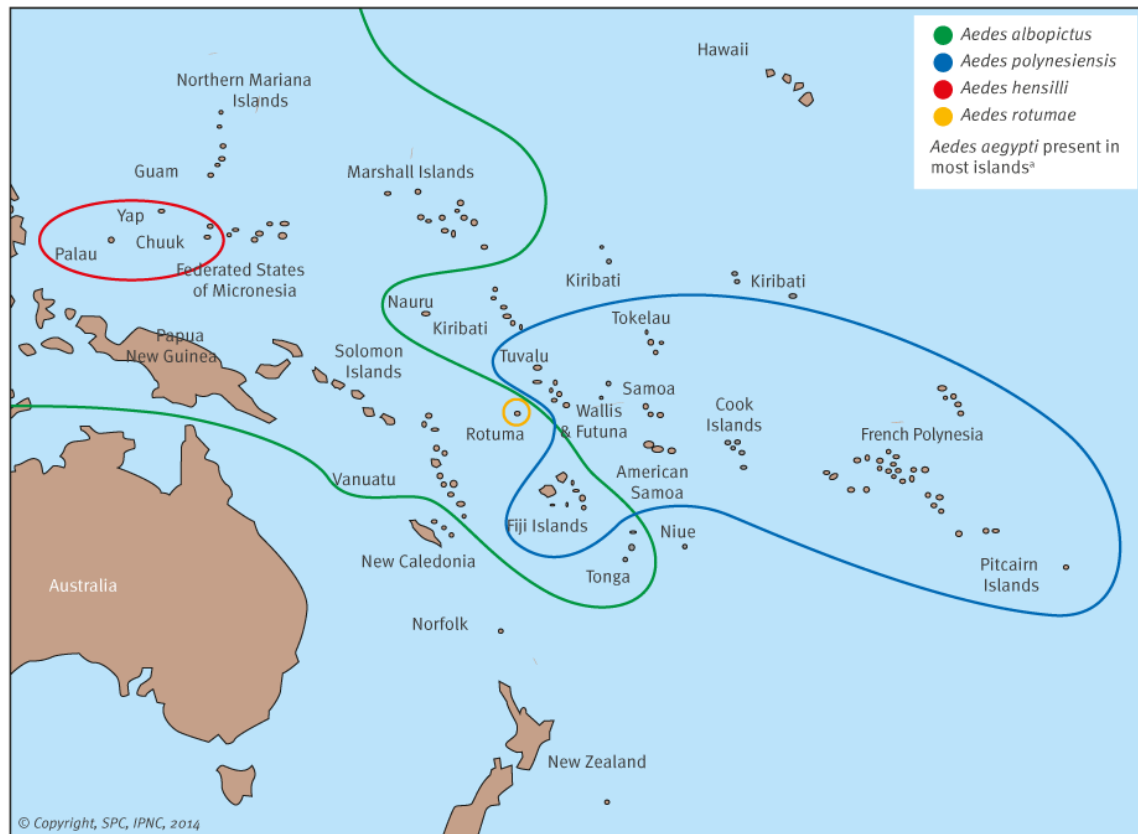 Aedes albopictus
Aedes polynesiensis
Aedes hensilli
Aedes rotumae
Aedes aegypti present in
most islandsa
Hawaii
Northern Mariana
Islands
Guam
Marshall Islands
Yap
Palau
Chuuk
Federated States
of Micronesia
Kiribati
Kiribati
Nauru
Kiribati
Tokelau
Papua
New Guinea
Solomon
Islands
Tuvalu
Samoa
Wallis
& Futuna
Cook
Islands
Rotuma
French Polynesia
American
Samoa
Vanuatu
Fiji Islands
Niue
New Caledonia
Tonga
Pitcairn
Islands
Australia
Norfolk
New Zealand
© Copyright, SPC, IPNC, 2014